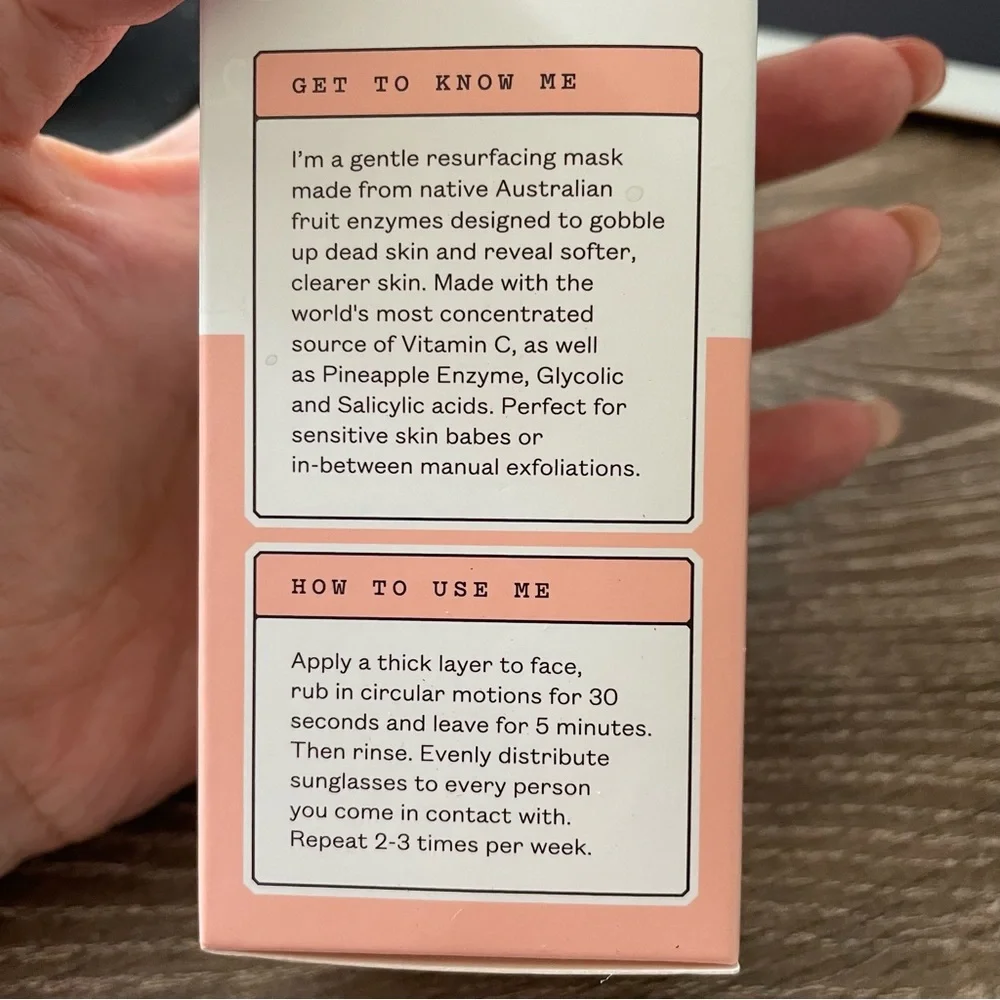 GET TO KNOW ME
I'm a gentle resurfacing mask
made from native Australian
fruit enzymes designed to gobble
up dead skin and reveal softer,
clearer skin. Made with the
world's most concentrated
source of Vitamin C, as well
as Pineapple Enzyme, Glycolic
and Salicylic acids. Perfect for
sensitive skin babes or
in-between manual exfoliations.
HOW TO USE ME
Apply a thick layer to face,
rub in circular motions for 30
seconds and leave for 5 minutes.
Then rinse. Evenly distribute
sunglasses to every person
you come in contact with.
Repeat 2-3 times per week.